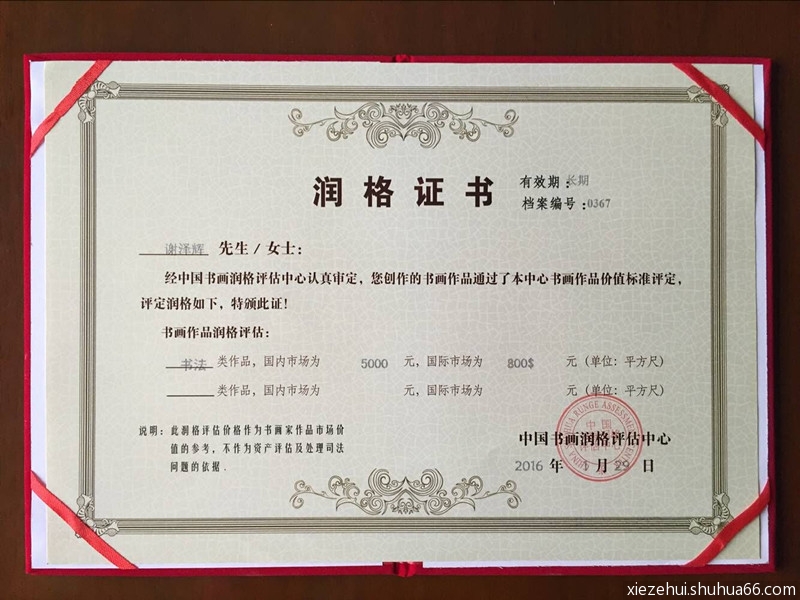 润格证书
有效期：长期
档案编号：0367
谢泽辉 先生/女士：
经中国书画润格评估中心认真审定，您创作的书画作品通过了本中心书画作品价值标准评定，
评定润格如下，特颁此证！
书画作品润格评估：
书法 类作品，国内市场为 5000 元，国际市场为 800$ 元（单位：平方尺）
类作品，国内市场为 元，国际市场为 元（单位：平方尺）
说明：此润格评估价格作为书画家作品市场价
值的参考，不作为资产评估及处理司法
问题的依据.
中国书画润格评估中心
2016 年 1 月 29 日
xiezehui.shuhua66.com